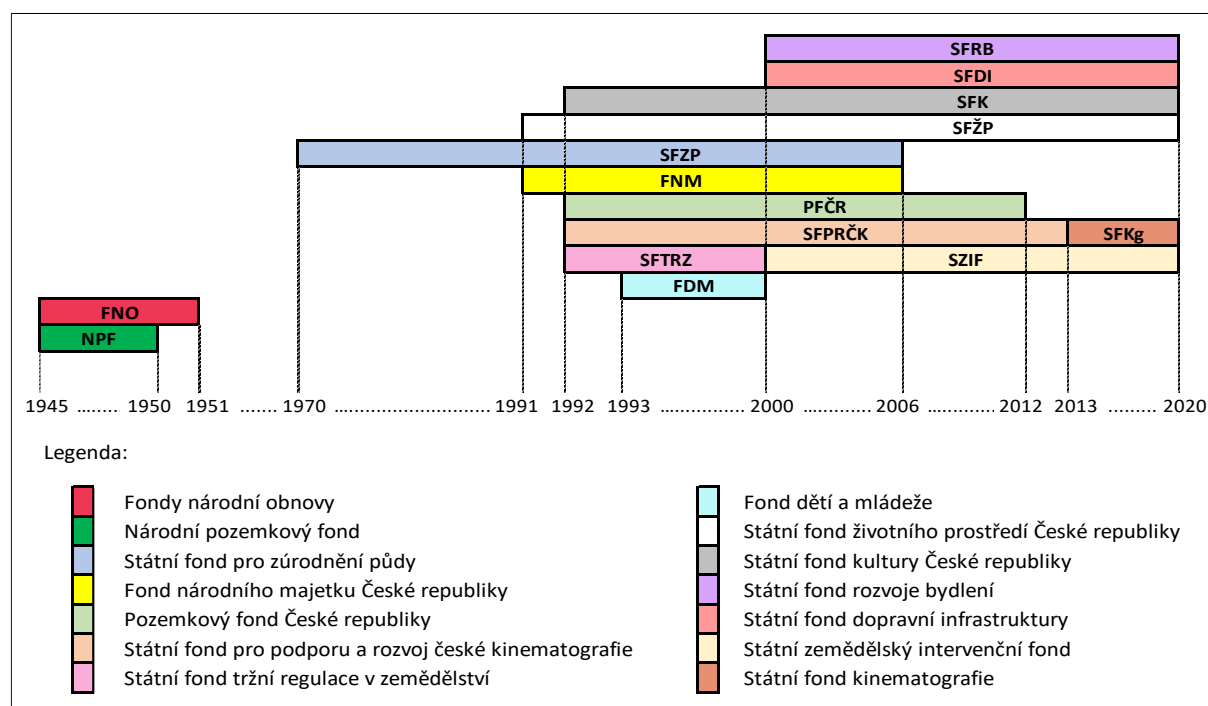 SFRB
SFDI
SFK
SFŽP
SFZP
FNM
PFČR
SFPRČK SFKg
SFTRZ SZIF
FDM
FNO
NPF
1945 ........ 1950 .... 1951 ....... 1970 .............................. 1991 ... 1992 .... 1993 ............. 2000 ............... 2006 ............. 2012 ... 2013 ......... 2020
Legenda:
Fondy národní obnovy
Národní pozemkový fond
Státní fond pro zúrodnění půdy
Fond národního majetku České republiky
Pozemkový fond České republiky
Státní fond pro podporu a rozvoj české kinematografie
Státní fond tržní regulace v zemědělství
Fond dětí a mládeže
Státní fond životního prostředí České republiky
Státní fond kultury České republiky
Státní fond rozvoje bydlení
Státní fond dopravní infrastruktury
Státní zemědělský intervenční fond
Státní fond kinematografie